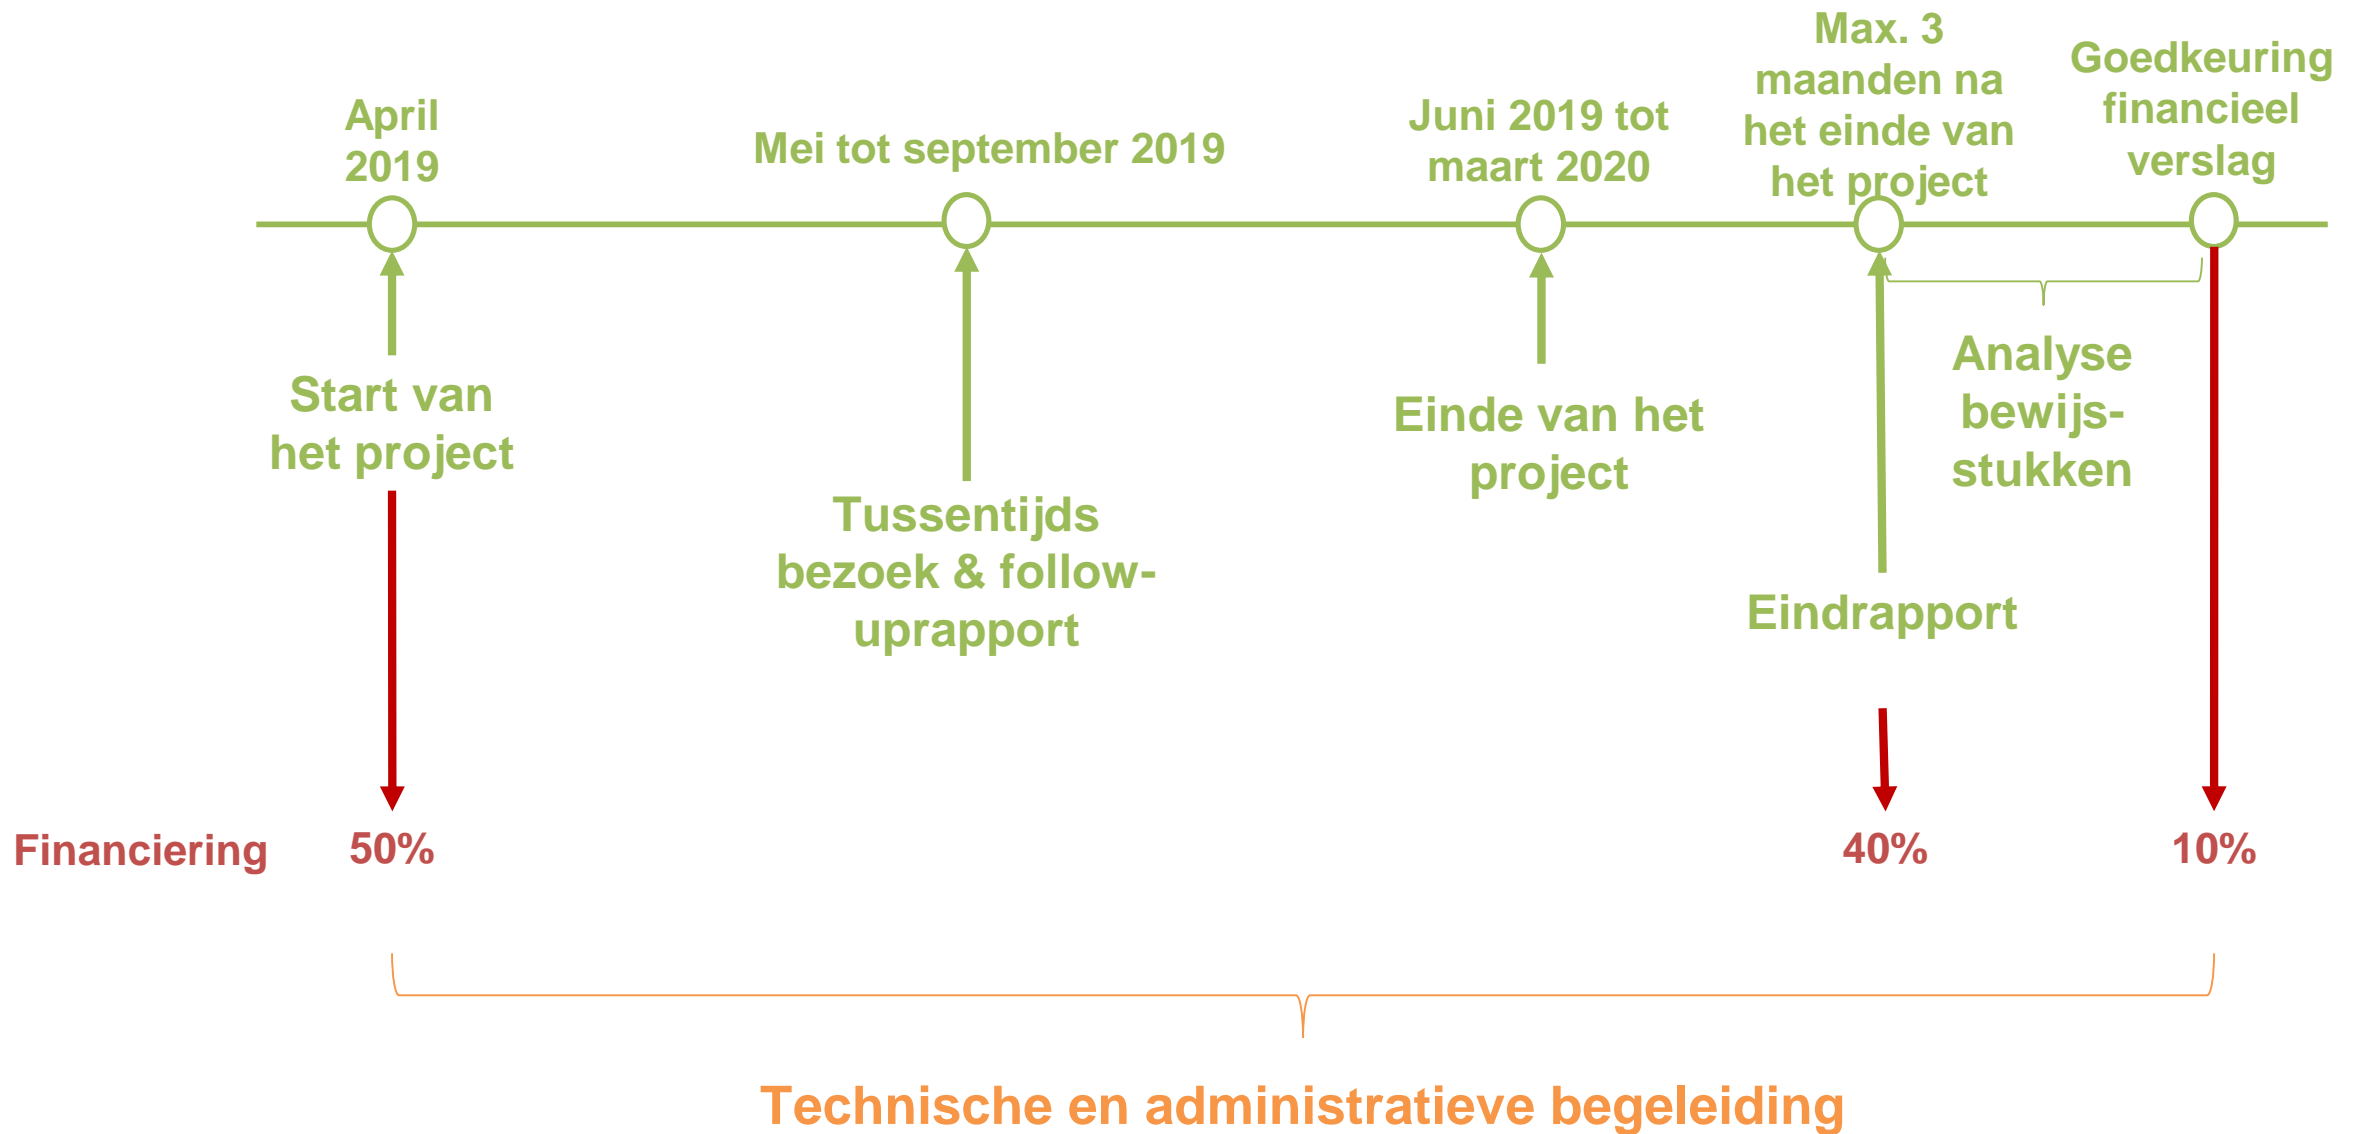 April
2019
Mei tot september 2019
Juni 2019 tot
maart 2020
Max. 3
maanden na
het einde van
het project
Goedkeuring
financieel
verslag
Start van
het project
Tussentijds
bezoek & follow-
uprapport
Einde van het
project
Eindrapport
Analyse
bewijs-
stukken
Financiering
50%
40%
10%
Technische en administratieve begeleiding